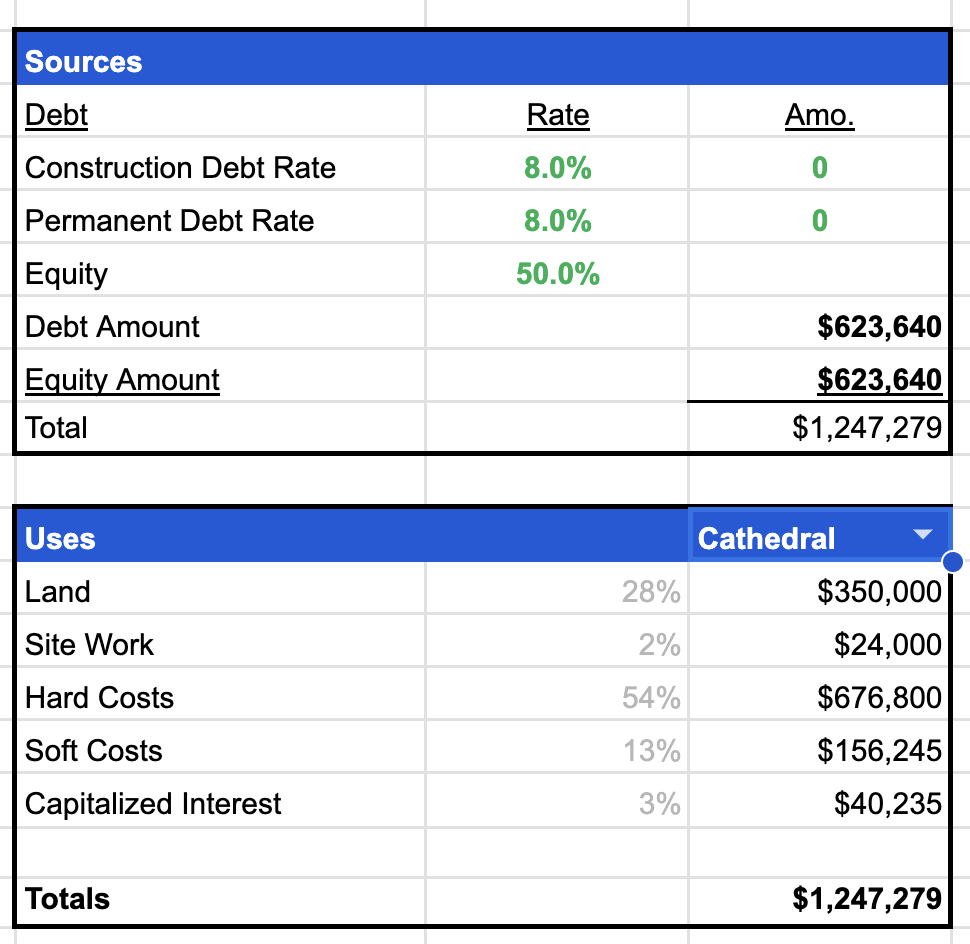 Sources
Debt Rate Amo.
Construction Debt Rate 8.0% 0
Permanent Debt Rate 8.0% 0
Equity 50.0%
Debt Amount $623,640
Equity Amount $623,640
Total $1,247,279
Uses Cathedral
Land 28% $350,000
Site Work 2% $24,000
Hard Costs 54% $676,800
Soft Costs 13% $156,245
Capitalized Interest 3% $40,235
Totals $1,247,279